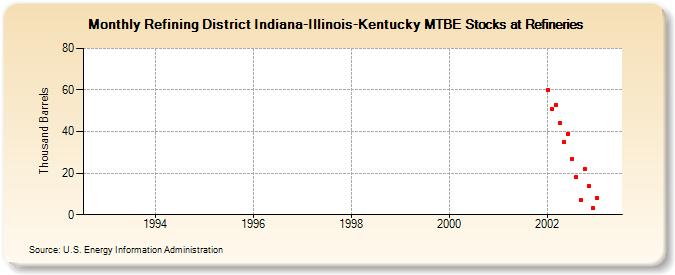 Monthly Refining District Indiana-Illinois-Kentucky MTBE Stocks at Refineries
Thousand Barrels
80
60
40
20
0
1994 1996 1998 2000 2002
Source: U.S. Energy Information Administration